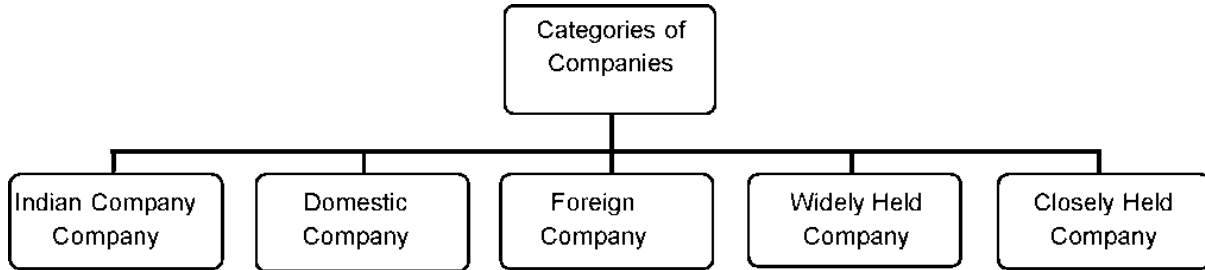 Categories of
Companies
Indian Company
Company
Domestic
Company
Foreign
Company
Widely Held
Company
Closely Held
Company